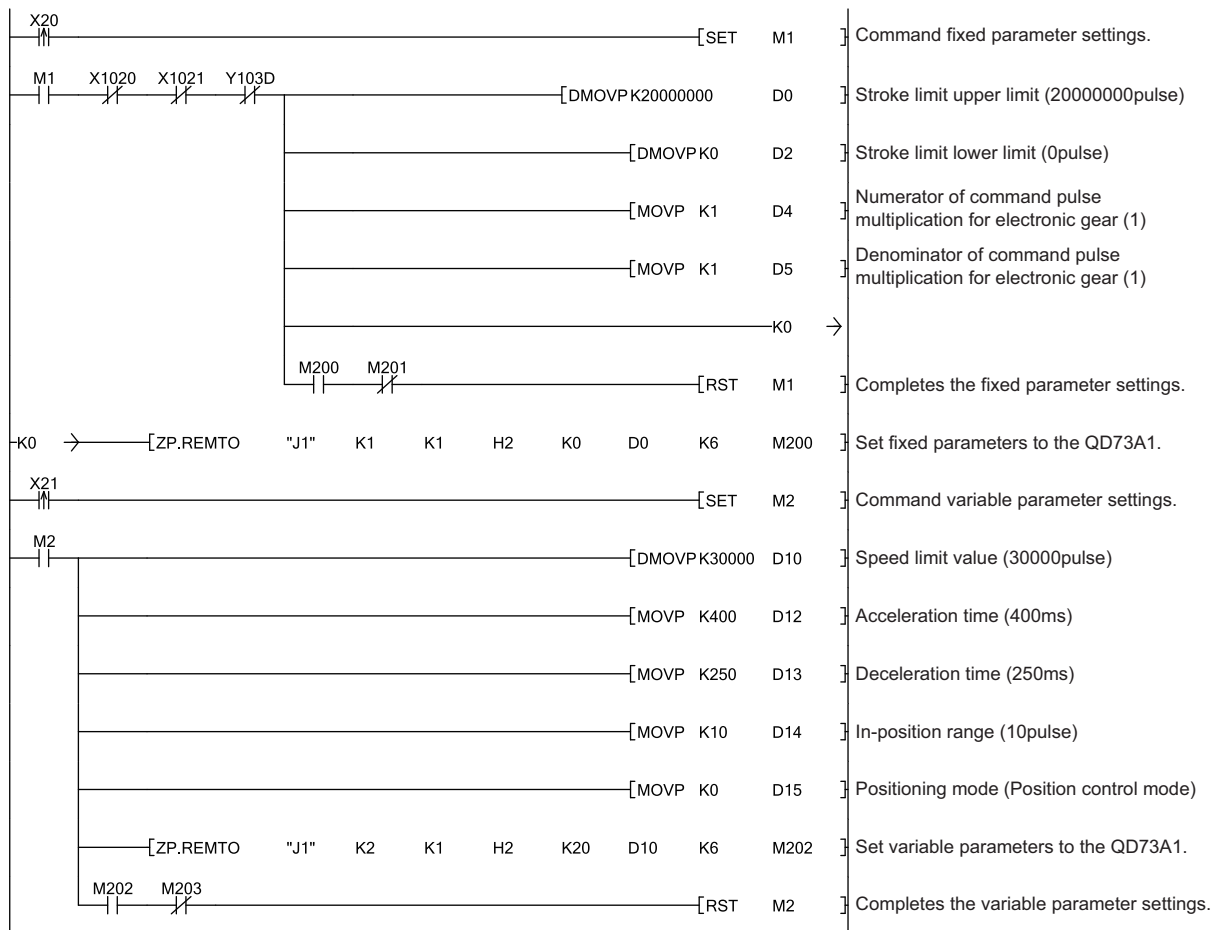 X20
SET M1 Command fixed parameter settings.
M1 X1020 X1021 Y103D
DMOVP K20000000 D0 Stroke limit upper limit (20000000pulse)
DMOVP K0 D2 Stroke limit lower limit (0pulse)
MOVP K1 D4 Numerator of command pulse
multiplication for electronic gear (1)
MOVP K1 D5 Denominator of command pulse
multiplication for electronic gear (1)
K0
M200 M201
RST M1 Completes the fixed parameter settings.
K0 ZP.REMTO "J1" K1 K1 H2 K0 D0 K6 M200 Set fixed parameters to the QD73A1.
X21
SET M2 Command variable parameter settings.
M2
DMOVP K30000 D10 Speed limit value (30000pulse)
MOVP K400 D12 Acceleration time (400ms)
MOVP K250 D13 Deceleration time (250ms)
MOVP K10 D14 In-position range (10pulse)
MOVP K0 D15 Positioning mode (Position control mode)
ZP.REMTO "J1" K2 K1 H2 K20 D10 K6 M202 Set variable parameters to the QD73A1.
M202 M203
RST M2 Completes the variable parameter settings.